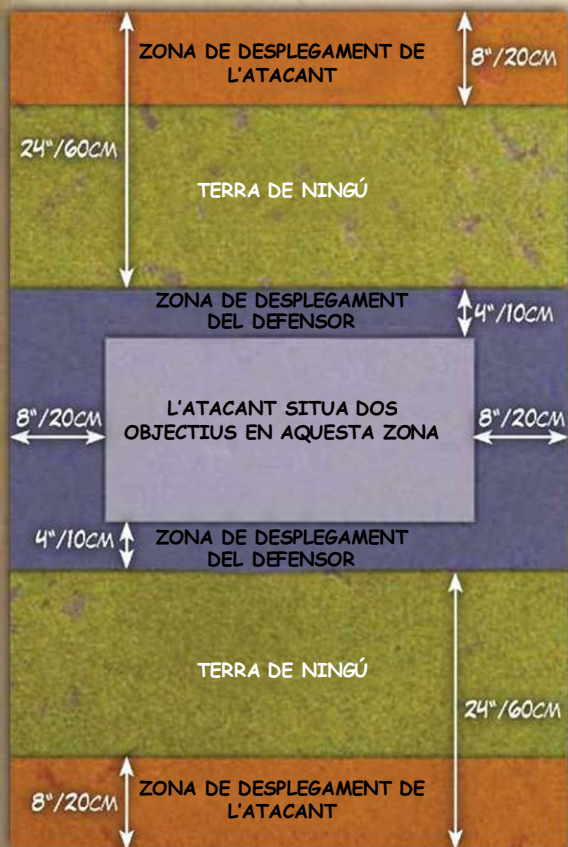 ZONA DE DESPLEGAMENT DE
L'ATACANT
8"/20CM
24"/60CM
TERRA DE NINGÚ
ZONA DE DESPLEGAMENT
DEL DEFENSOR
4"/10CM
8"/20CM
L'ATACANT SITUA DOS
OBJECTIUS EN AQUESTA ZONA
8"/20CM
4"/10CM
ZONA DE DESPLEGAMENT
DEL DEFENSOR
TERRA DE NINGÚ
24"/60CM
8"/20CM
ZONA DE DESPLEGAMENT DE
L'ATACANT